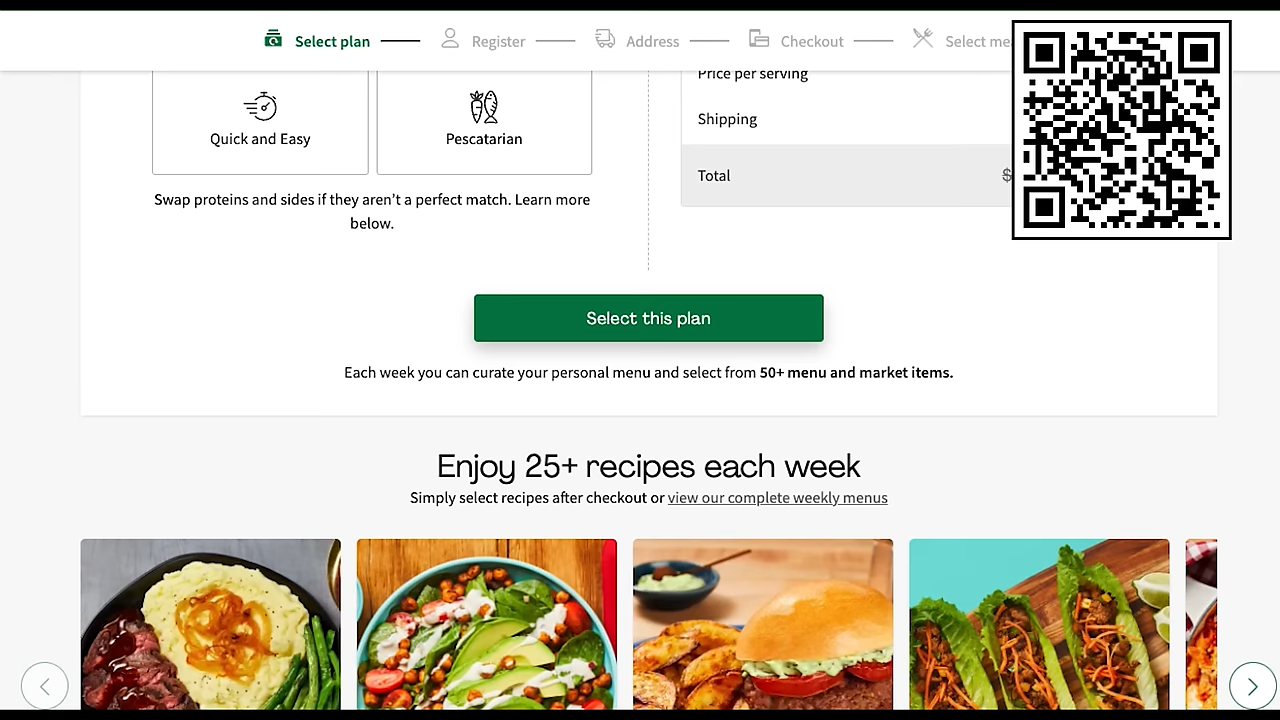 Select plan
Register
Address
Checkout
Select
Price per serving
Quick and Easy
Pescatarian
Shipping
Total
$
Swap proteins and sides if they aren't a perfect match. Learn more
below.
Select this plan
Each week you can curate your personal menu and select from 50+ menu and market items.
Enjoy 25+ recipes each week
Simply select recipes after checkout or view our complete weekly menus